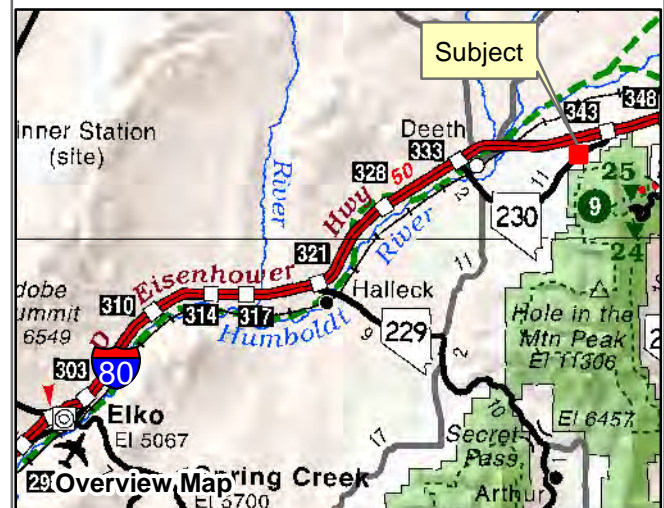 Subject
348
343
inner Station
(site)
Deeth
333
328
50
Hwy
River
River
12
11
230
25
9
24
321
Eisenhower
Halleck
310
314
317
Humboldt
9
229
11
2
Hole in the
Mtn Peak
El 11306
dobe
ummit
6549
D
303
80
Elko
El 5067
10
El 6457
Secret
Pass
17
Spring Creek
El 5700
Arthur
Overview Map